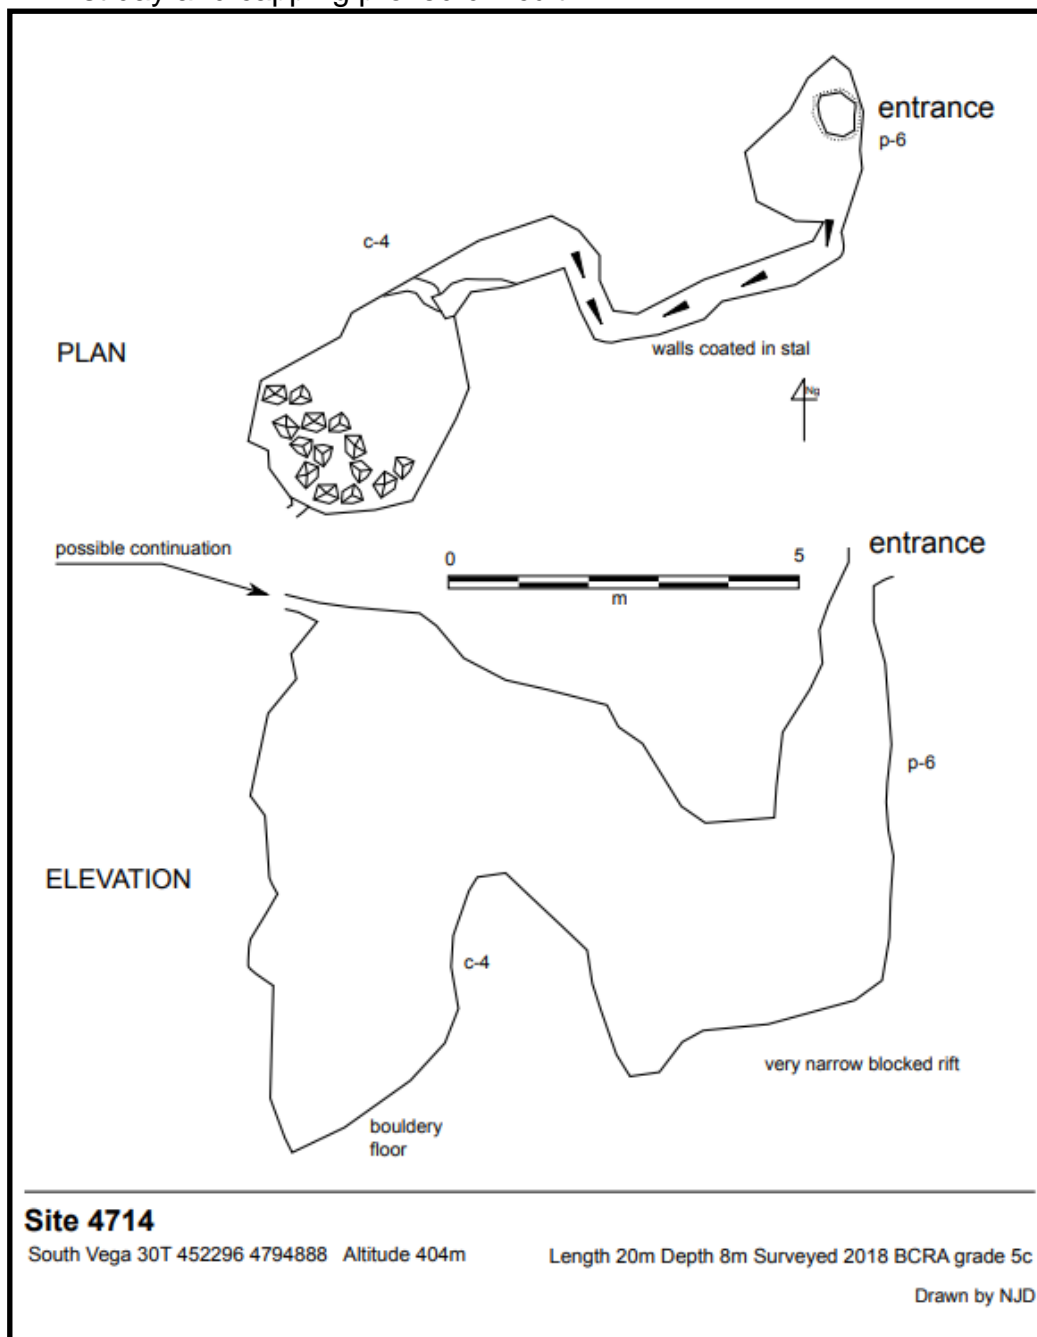 entrance
p-6
c-4
PLAN
walls coated in stal
Ng
possible continuation
0 5
m
entrance
p-6
ELEVATION
c-4
very narrow blocked rift
bouldery
floor
Site 4714
South Vega 30T 452296 4794888 Altitude 404m Length 20m Depth 8m Surveyed 2018 BCRA grade 5c
Drawn by NJD